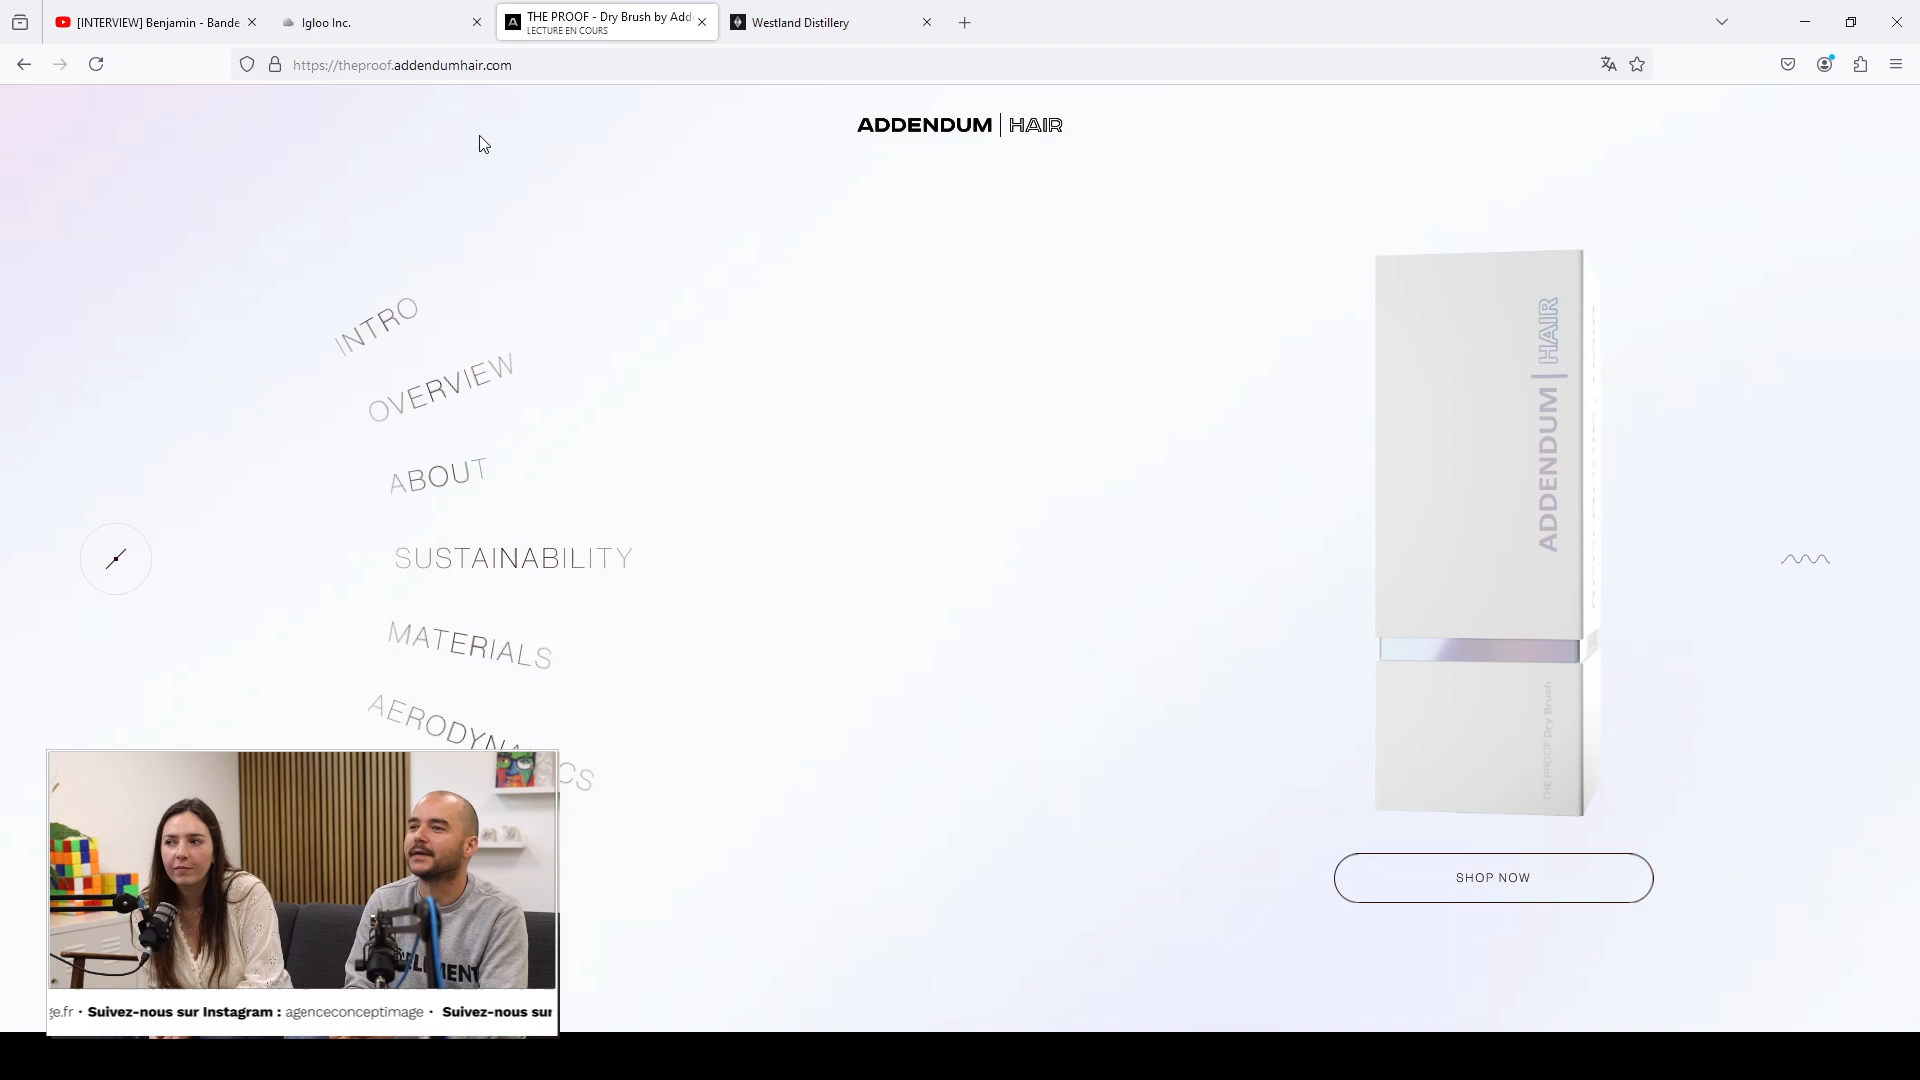 [INTERVIEW] Benjamin - Bande
Igloo Inc.
THE PROOF - Dry Brush by Add
LECTURE EN COURS
Westland Distillery
https://theproof.addendumhair.com
ADDENDUM | HAIR
INTRO
OVERVIEW
ABOUT
SUSTAINABILITY
MATERIALS
AERODYNA
CS
ADDENDUM | HAIR
THE PROOF Dry Brush
SHOP NOW
ge.fr · Suivez-nous sur Instagram : agenceconceptimage · Suivez-nous sur